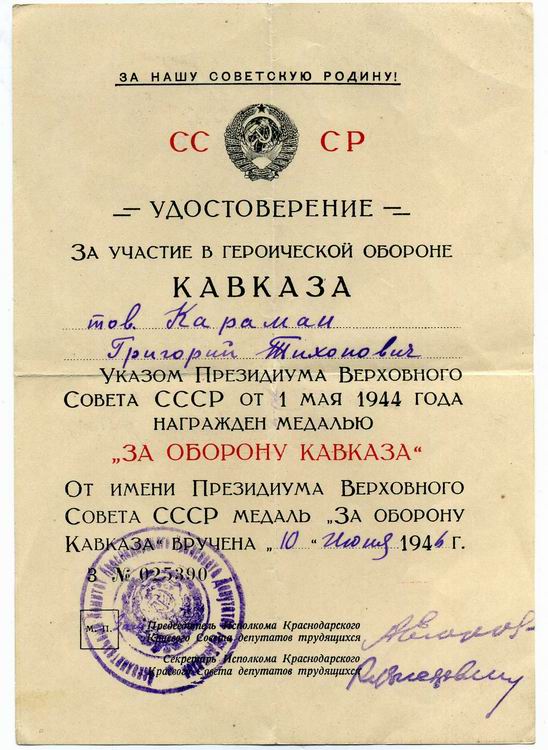 ЗА НАШУ СОВЕТСКУЮ РОДИНУ!
СС СР
УДОСТОВЕРЕНИЕ
ЗА УЧАСТИЕ В ГЕРОИЧЕСКОЙ ОБОРОНЕ
КАВКАЗА
тов. Караман
Григорий Тихонович
УКАЗОМ ПРЕЗИДИУМА ВЕРХОВНОГО
СОВЕТА СССР ОТ 1 МАЯ 1944 ГОДА
НАГРАЖДЕН МЕДАЛЬЮ
„ЗА ОБОРОНУ КАВКАЗА“
ОТ ИМЕНИ ПРЕЗИДИУМА ВЕРХОВНОГО
СОВЕТА СССР МЕДАЛЬ „ЗА ОБОРОНУ
КАВКАЗА“ ВРУЧЕНА „10“ июня 1946 г.
З № 025390
М. П.
Председатель Исполкома Краснодарского
Краевого Совета депутатов трудящихся
Секретарь Исполкома Краснодарского
Краевого Совета депутатов трудящихся